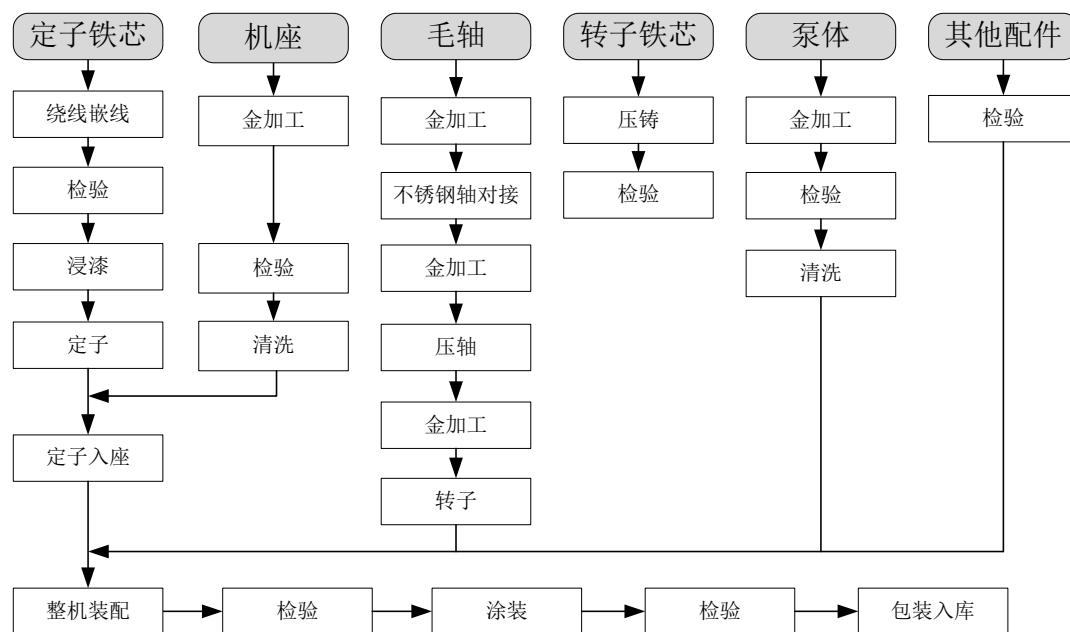 定子铁芯
机座
毛轴
转子铁芯
泵体
其他配件
绕线嵌线
金加工
金加工
压铸
金加工
检验
检验
不锈钢轴对接
检验
检验
浸漆
检验
金加工
清洗
定子
清洗
压轴
金加工
定子入座
转子
整机装配
检验
涂装
检验
包装入库